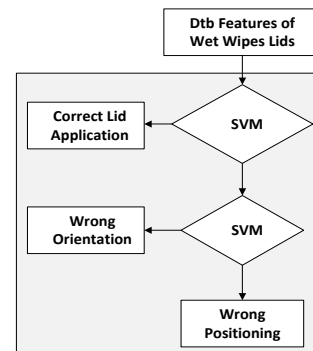 Dtb Features of
Wet Wipes Lids
Correct Lid
Application
SVM
Wrong
Orientation
SVM
Wrong
Positioning